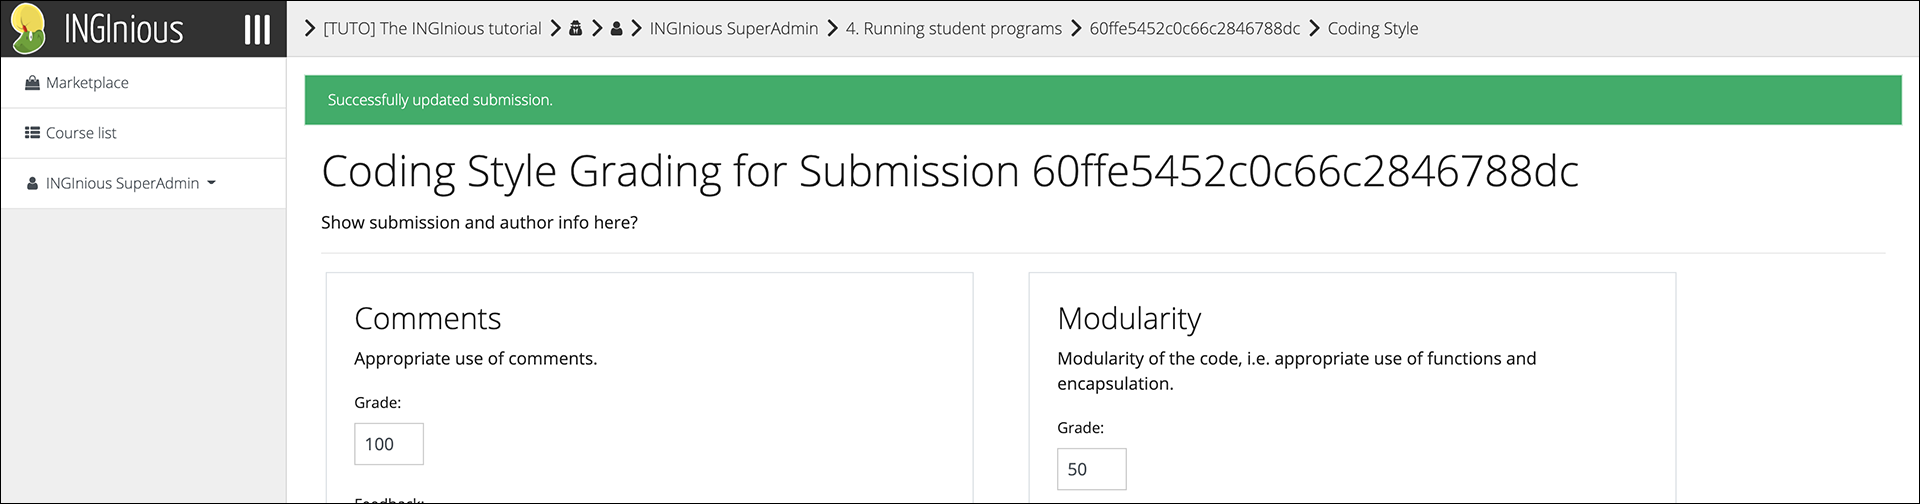 INGInious
[TUTO] The INGInious tutorial
INGInious SuperAdmin
4. Running student programs
60ffe5452c0c66c2846788dc
Coding Style
Marketplace
Course list
INGInious SuperAdmin
Successfully updated submission.
Coding Style Grading for Submission 60ffe5452c0c66c2846788dc
Show submission and author info here?
Comments
Appropriate use of comments.
Grade:
100
Feedback:
Modularity
Modularity of the code, i.e. appropriate use of functions and
encapsulation.
Grade:
50